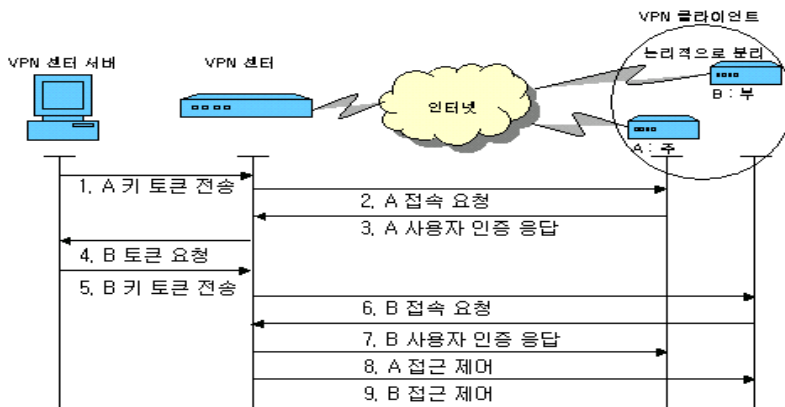 VPN 클라이언트
VPN 센터 서버
VPN 센터
논리적으로 분리
인터넷
B : 부
A : 주
1. A 키 토큰 전송
2. A 접속 요청
3. A 사용자 인증 응답
4. B 토큰 요청
5. B 키 토큰 전송
6. B 접속 요청
7. B 사용자 인증 응답
8. A 접근 제어
9. B 접근 제어